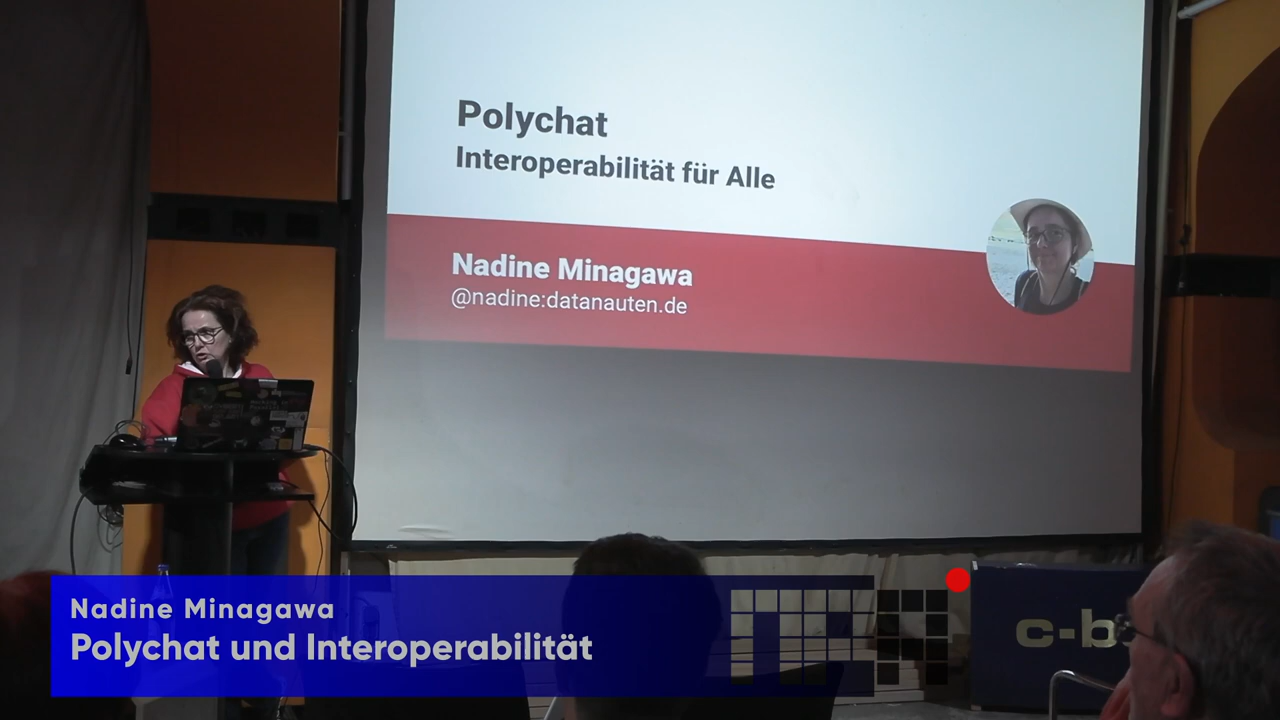 Polychat
Interoperabilität für Alle
Nadine Minagawa
@nadine:datanauten.de
Nadine Minagawa
Polychat und Interoperabilität
c-b